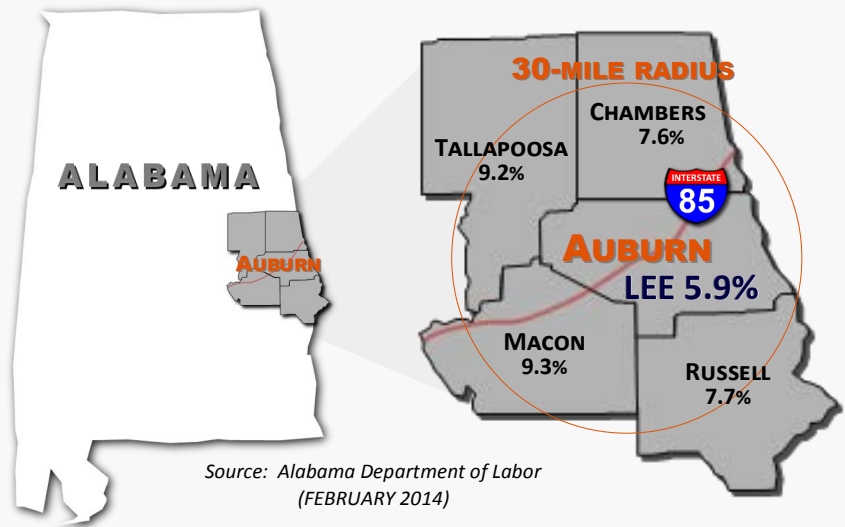 ALABAMA
AUBURN
30-MILE RADIUS
CHAMBERS
7.6%
TALLAPOOSA
9.2%
INTERSTATE
85
AUBURN
LEE 5.9%
MACON
9.3%
RUSSELL
7.7%
Source: Alabama Department of Labor
(FEBRUARY 2014)